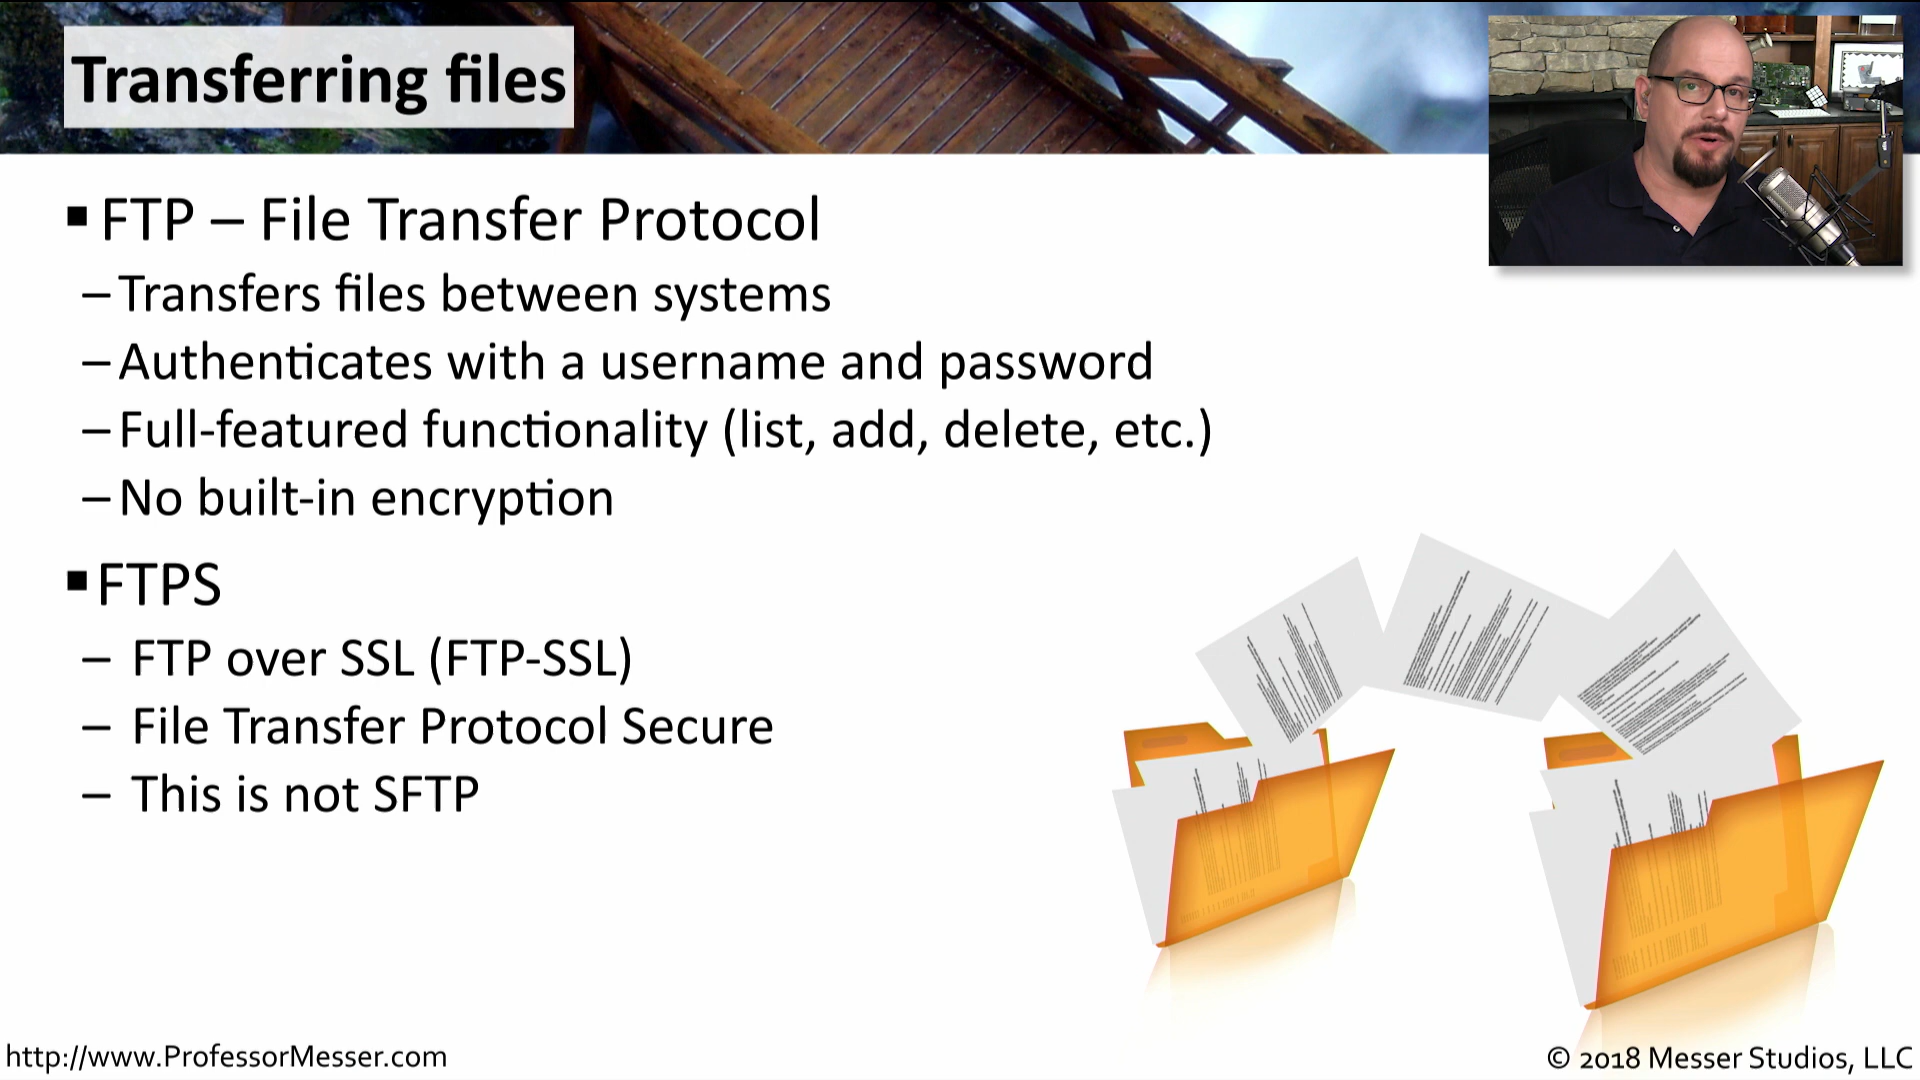 Transferring files
▪ FTP – File Transfer Protocol
– Transfers files between systems
– Authenticates with a username and password
– Full-featured functionality (list, add, delete, etc.)
– No built-in encryption
▪ FTPS
– FTP over SSL (FTP-SSL)
– File Transfer Protocol Secure
– This is not SFTP
http://www.ProfessorMesser.com
© 2018 Messer Studios, LLC